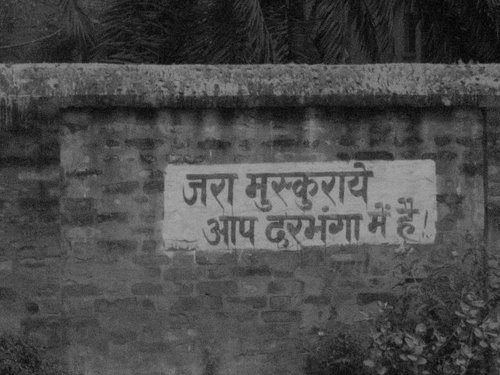 जरा मुस्कुराये
आप दरभंगा में है!